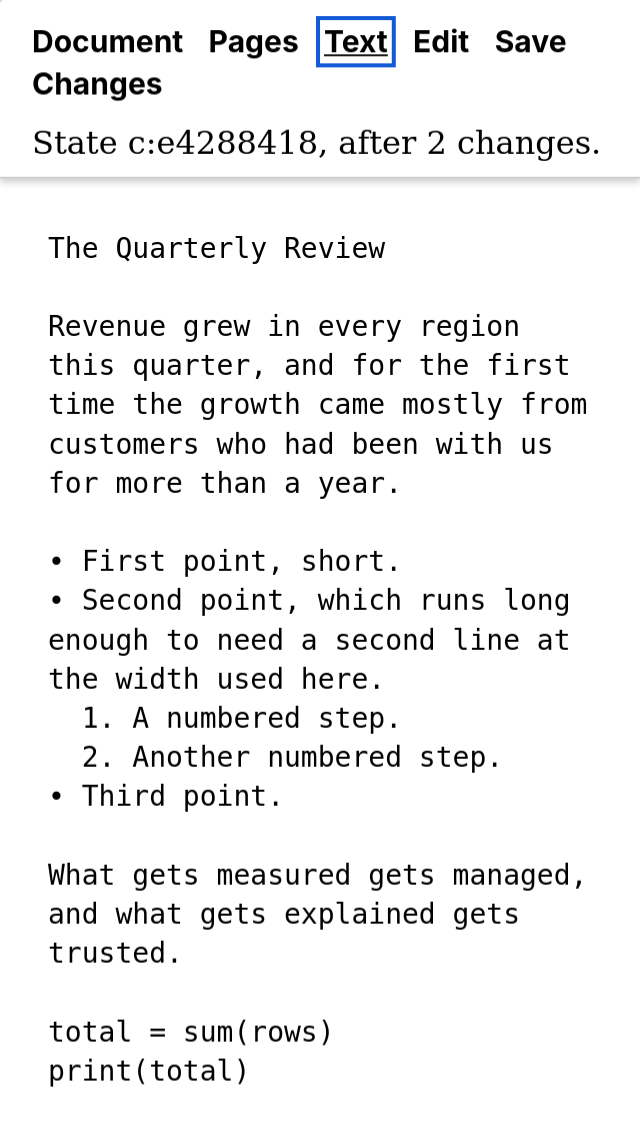 Document Pages Text Edit Save
Changes
State c:e4288418, after 2 changes.
The Quarterly Review
Revenue grew in every region
this quarter, and for the first
time the growth came mostly from
customers who had been with us
for more than a year.
• First point, short.
• Second point, which runs long
enough to need a second line at
the width used here.
1. A numbered step.
2. Another numbered step.
• Third point.
What gets measured gets managed,
and what gets explained gets
trusted.
total = sum(rows)
print(total)